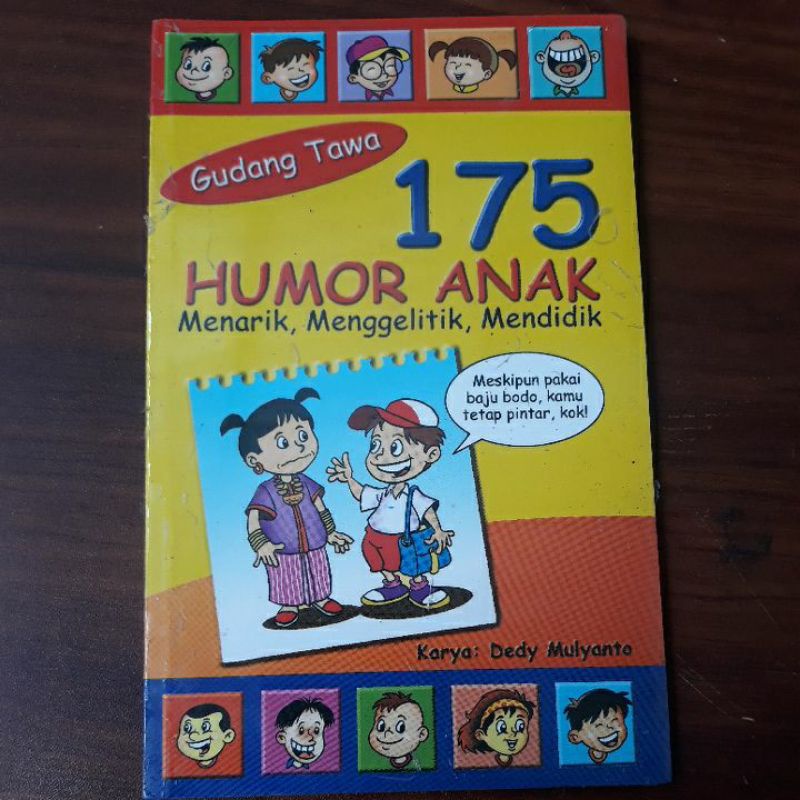 Gudang Tawa
175
HUMOR ANAK
Menarik, Menggelitik, Mendidik
Meskipun pakai
baju bodo, kamu
tetap pintar, kok!
Karya: Dedy Mulyanto